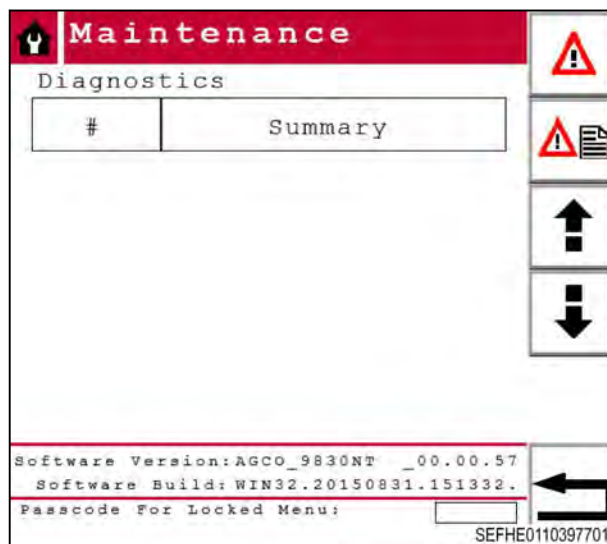 Maintenance
Diagnostics
# Summary
Software Version:AGCO_9830NT _00.00.57
Software Build: WIN32.20150831.151332.
Passcode For Locked Menu:
SEFHE0110397701